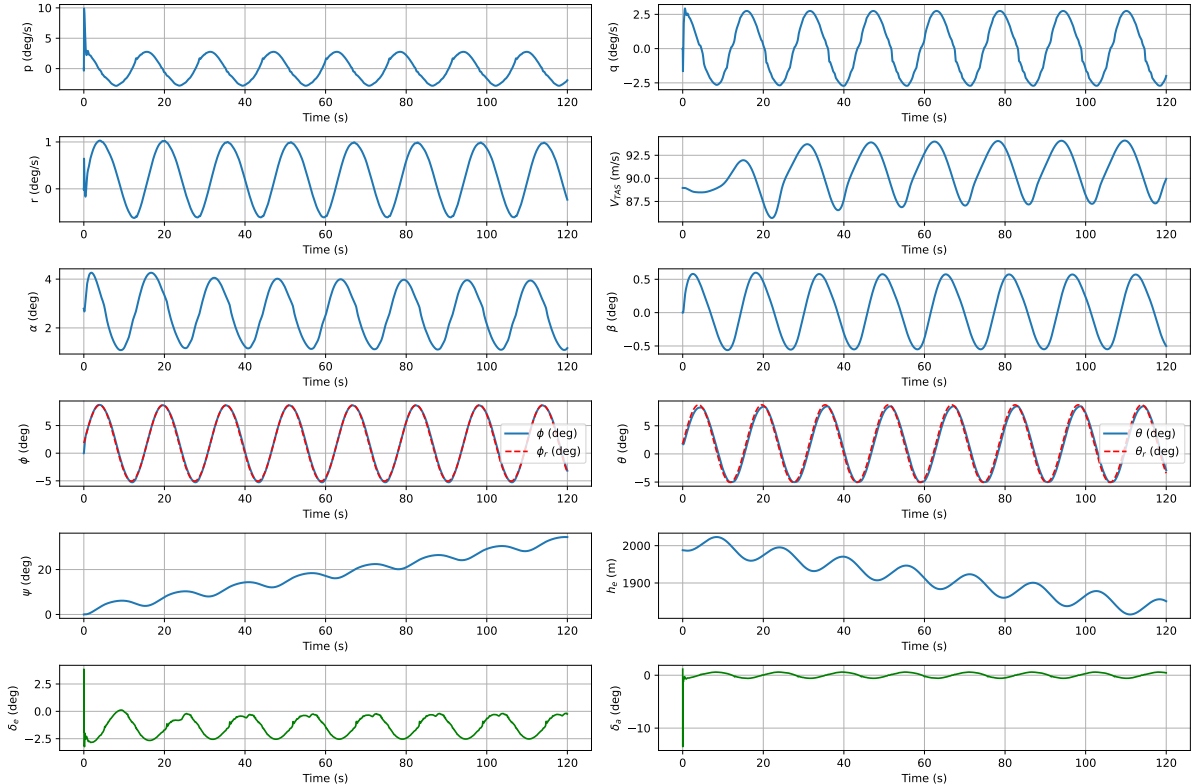 p (deg/s)
10
5
0
0 20 40 60 80 100 120
Time (s)
q (deg/s)
2.5
0.0
−2.5
0 20 40 60 80 100 120
Time (s)
r (deg/s)
1
0
0 20 40 60 80 100 120
Time (s)
V_TAS (m/s)
92.5
90.0
87.5
0 20 40 60 80 100 120
Time (s)
α (deg)
4
2
0 20 40 60 80 100 120
Time (s)
β (deg)
0.5
0.0
−0.5
0 20 40 60 80 100 120
Time (s)
ϕ (deg)
5
0
−5
ϕ (deg)
ϕ_r (deg)
0 20 40 60 80 100 120
Time (s)
θ (deg)
5
0
−5
θ (deg)
θ_r (deg)
0 20 40 60 80 100 120
Time (s)
ψ (deg)
20
0
0 20 40 60 80 100 120
Time (s)
h_e (m)
2000
1900
0 20 40 60 80 100 120
Time (s)
δ_e (deg)
2.5
0.0
−2.5
0 20 40 60 80 100 120
Time (s)
δ_a (deg)
0
−10
0 20 40 60 80 100 120
Time (s)